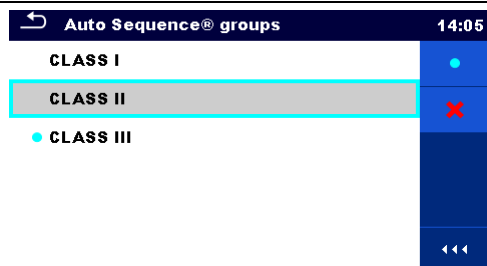 Auto Sequence® groups 14:05
CLASS I
CLASS II
CLASS III